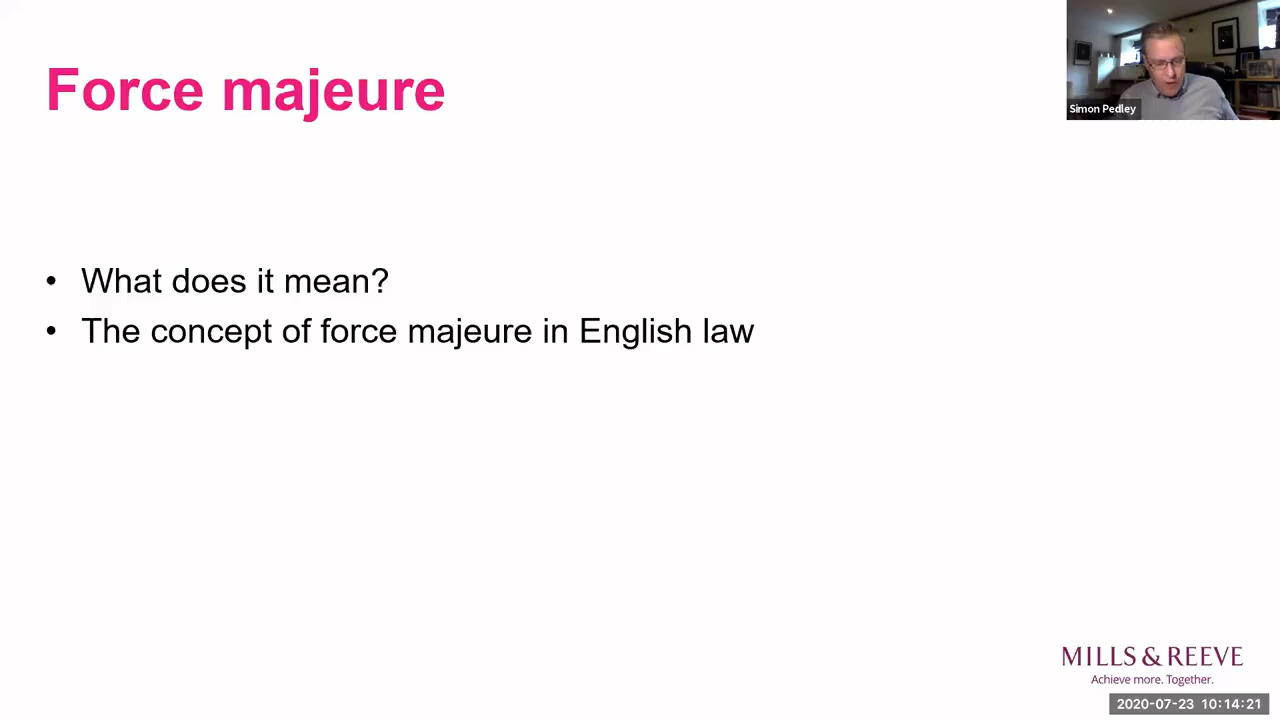 Force majeure
Simon Pedley
• What does it mean?
• The concept of force majeure in English law
MILLS & REEVE
Achieve more. Together.
2020-07-23 10:14:21